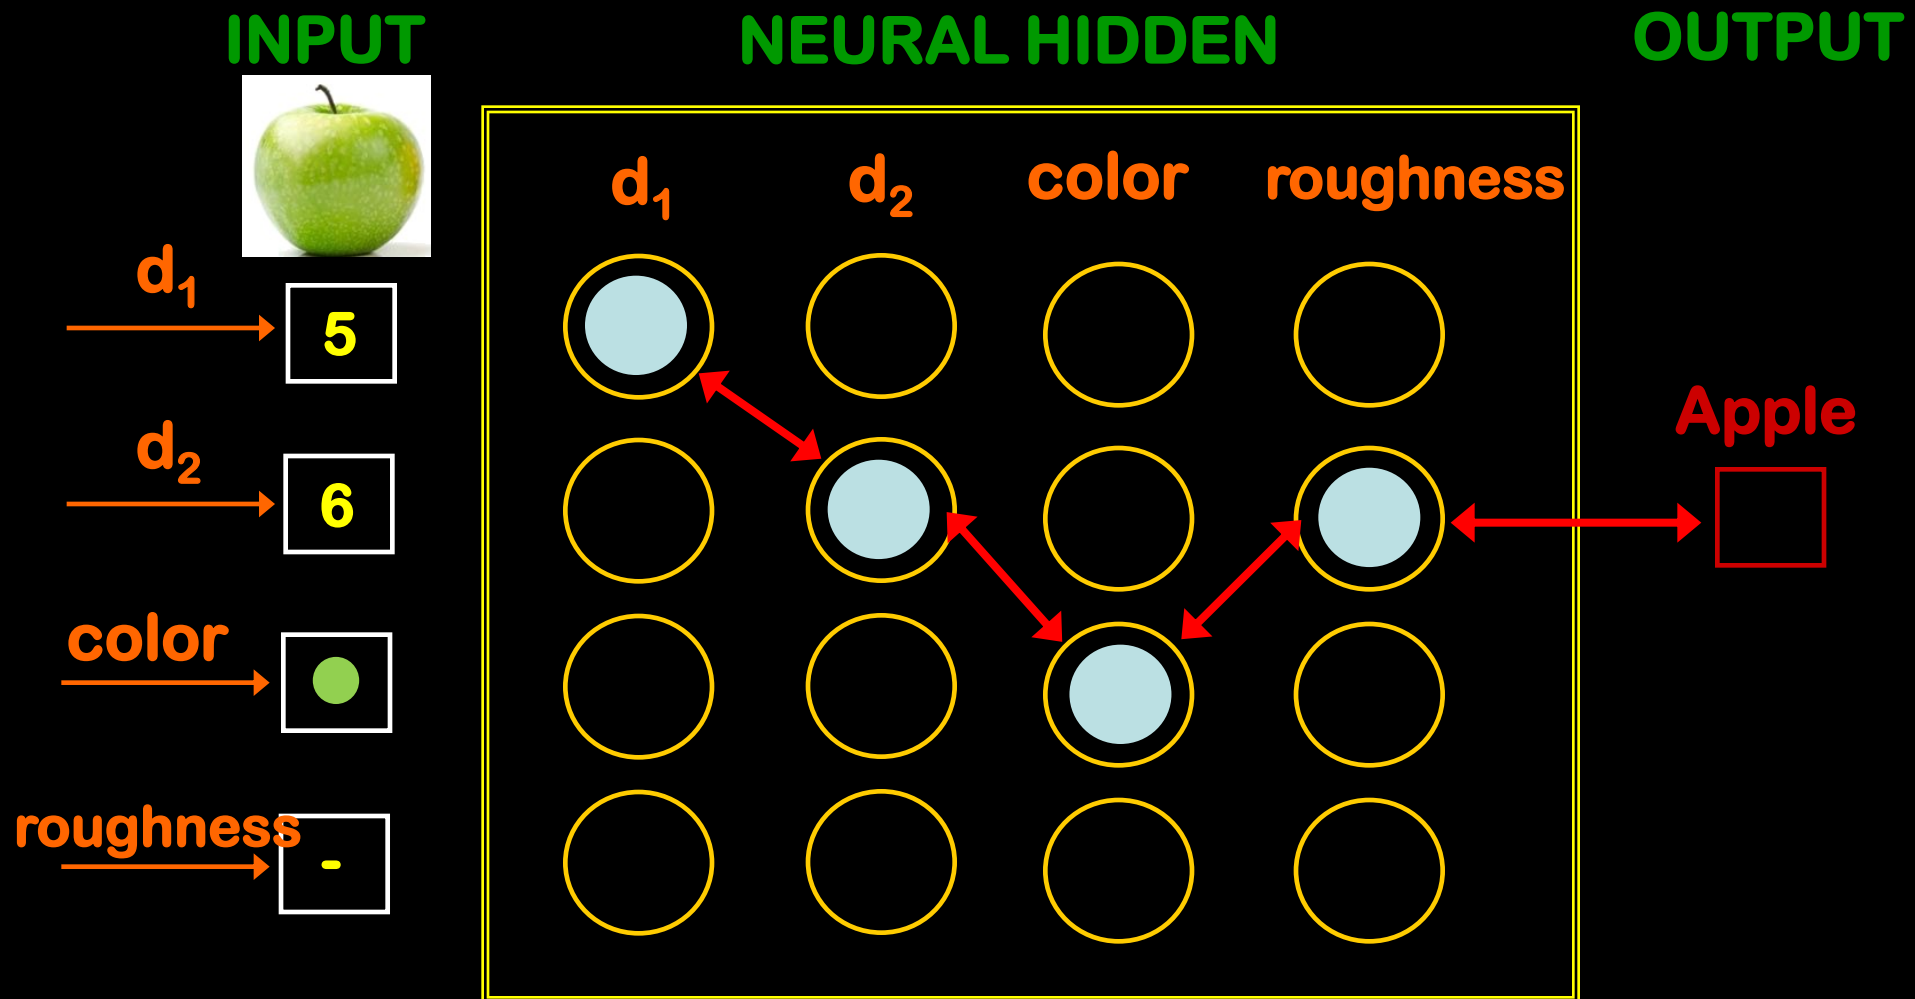 INPUT
NEURAL HIDDEN
OUTPUT
d1
d2
color
roughness
d1
5
d2
6
color
roughness
-
Apple